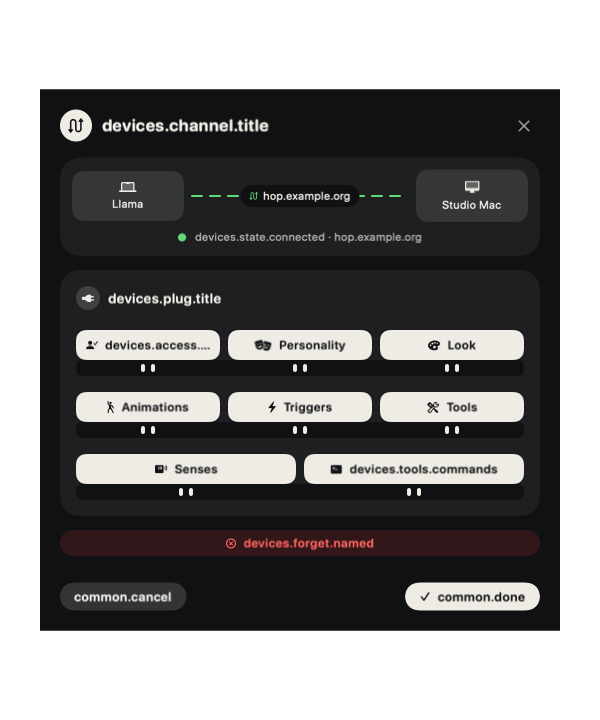 devices.channel.title
Llama
hop.example.org
Studio Mac
devices.state.connected · hop.example.org
devices.plug.title
devices.access....
Personality
Look
Animations
Triggers
Tools
Senses
devices.tools.commands
devices.forget.named
common.cancel
common.done